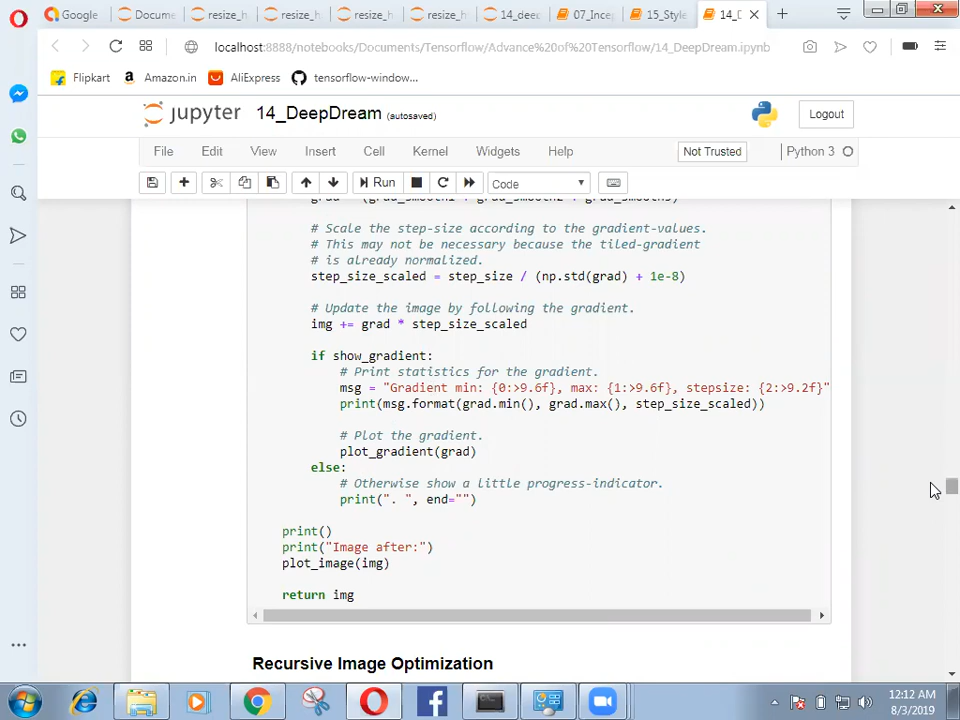 Google
Docume
resize_h
resize_h
resize_h
resize_h
14_deep
07_Incep
15_Style
14_D
localhost:8888/notebooks/Documents/Tensorflow/Advance%20of%20Tensorflow/14_DeepDream.ipynb
Flipkart
Amazon.in
AliExpress
tensorflow-window...
jupyter 14_DeepDream (autosaved)
Logout
File Edit View Insert Cell Kernel Widgets Help
Not Trusted
Python 3
Run
Code
grad = (grad_smooth1 + grad_smooth2 + grad_smooth3)
# Scale the step-size according to the gradient-values.
# This may not be necessary because the tiled-gradient
# is already normalized.
step_size_scaled = step_size / (np.std(grad) + 1e-8)
# Update the image by following the gradient.
img += grad * step_size_scaled
if show_gradient:
# Print statistics for the gradient.
msg = "Gradient min: {0:>9.6f}, max: {1:>9.6f}, stepsize: {2:>9.2f}"
print(msg.format(grad.min(), grad.max(), step_size_scaled))
# Plot the gradient.
plot_gradient(grad)
else:
# Otherwise show a little progress-indicator.
print(". ", end="")
print()
print("Image after:")
plot_image(img)
return img
Recursive Image Optimization
12:12 AM
8/3/2019